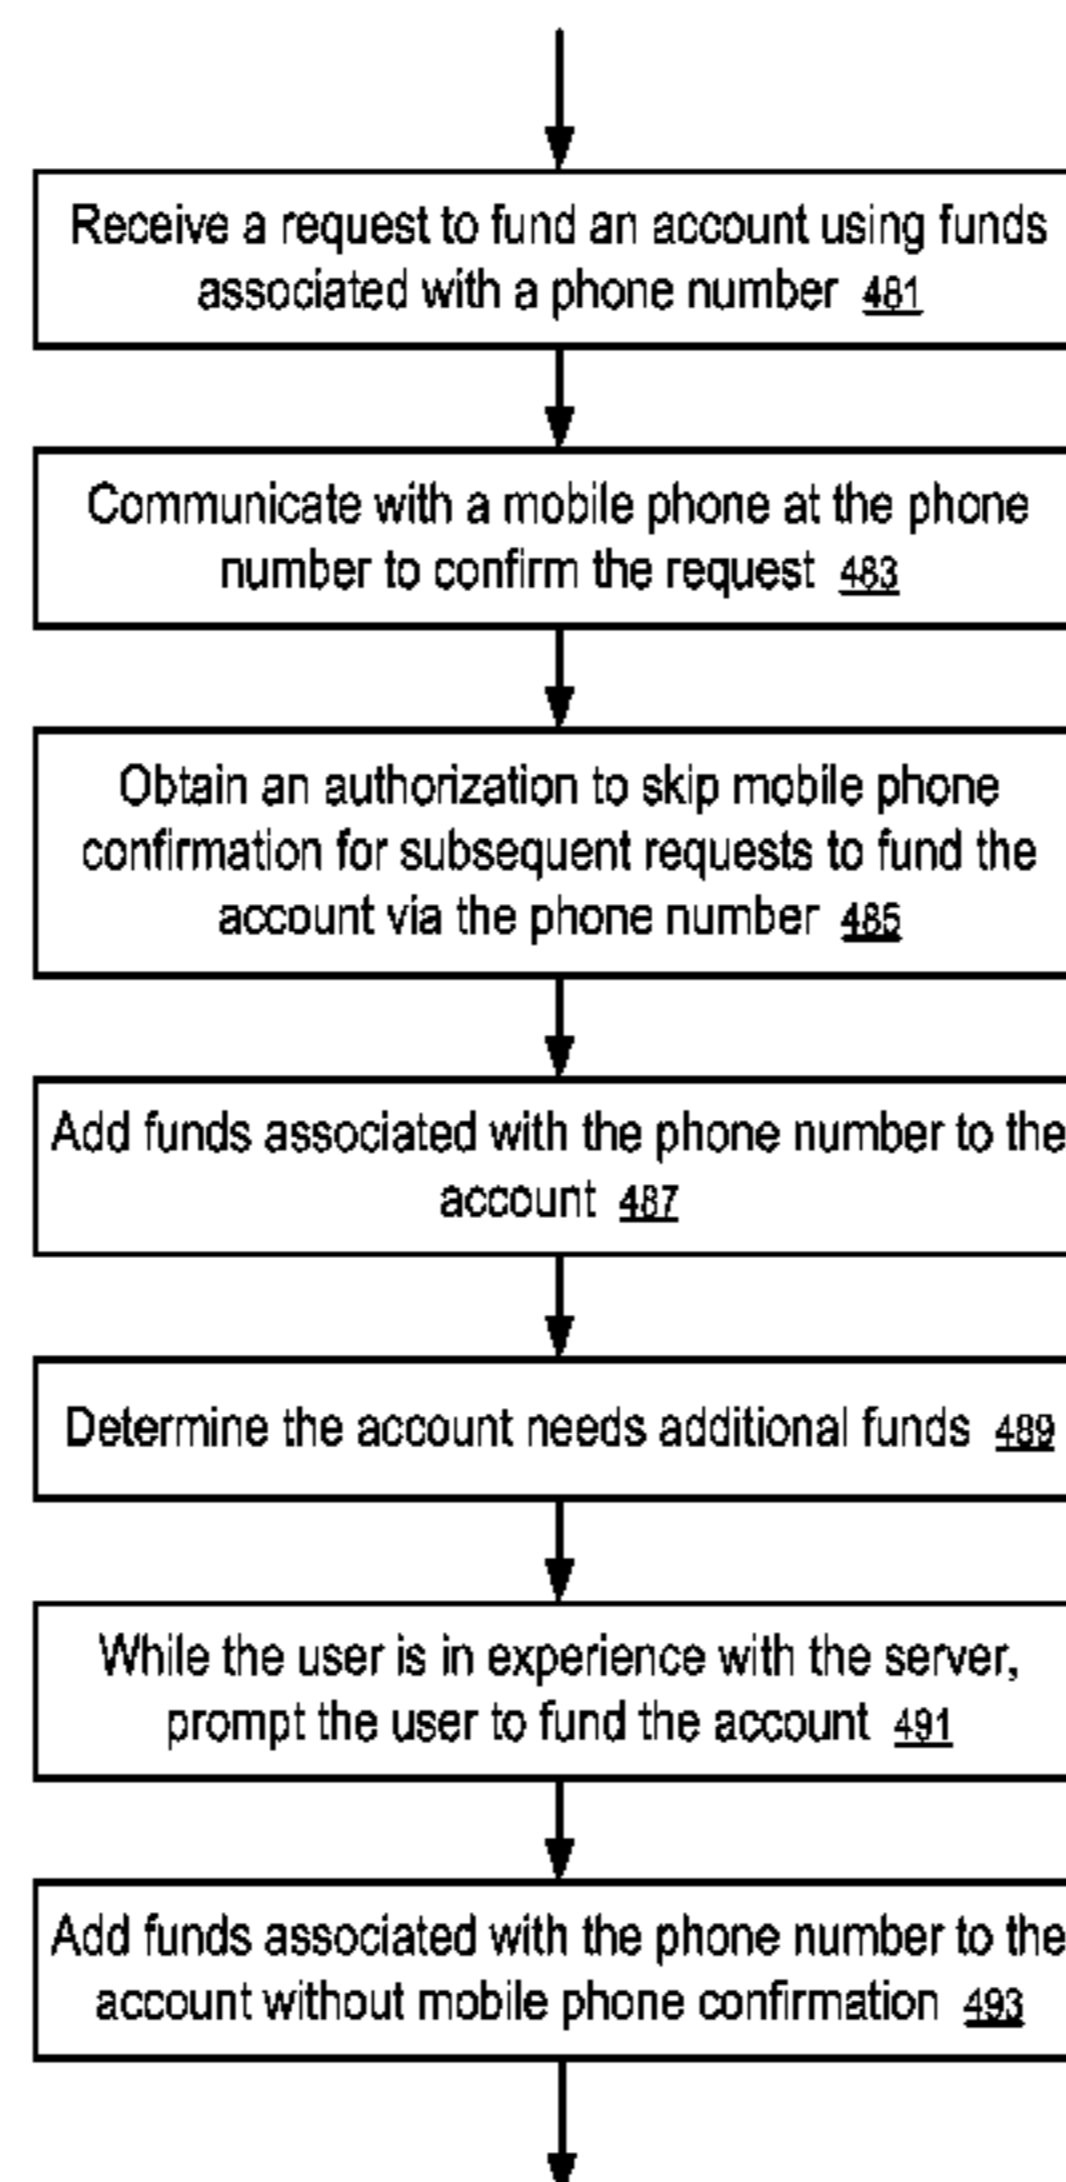 Receive a request to fund an account using funds
associated with a phone number 481
Communicate with a mobile phone at the phone
number to confirm the request 483
Obtain an authorization to skip mobile phone
confirmation for subsequent requests to fund the
account via the phone number 485
Add funds associated with the phone number to the
account 487
Determine the account needs additional funds 489
While the user is in experience with the server,
prompt the user to fund the account 491
Add funds associated with the phone number to the
account without mobile phone confirmation 493